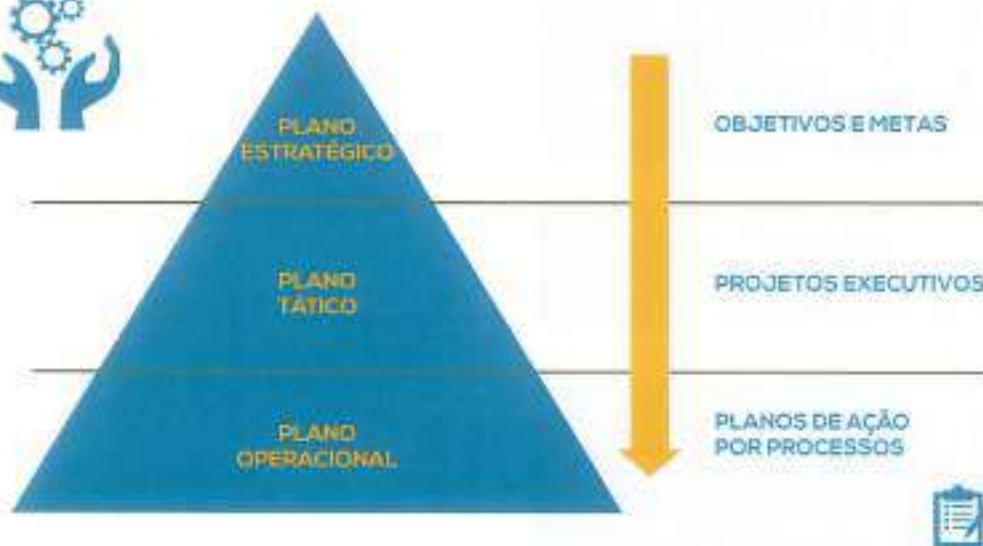 PLANO
ESTRATÉGICO
OBJETIVOS E METAS
PLANO
TÁTICO
PROJETOS EXECUTIVOS
PLANO
OPERACIONAL
PLANOS DE AÇÃO
POR PROCESSOS